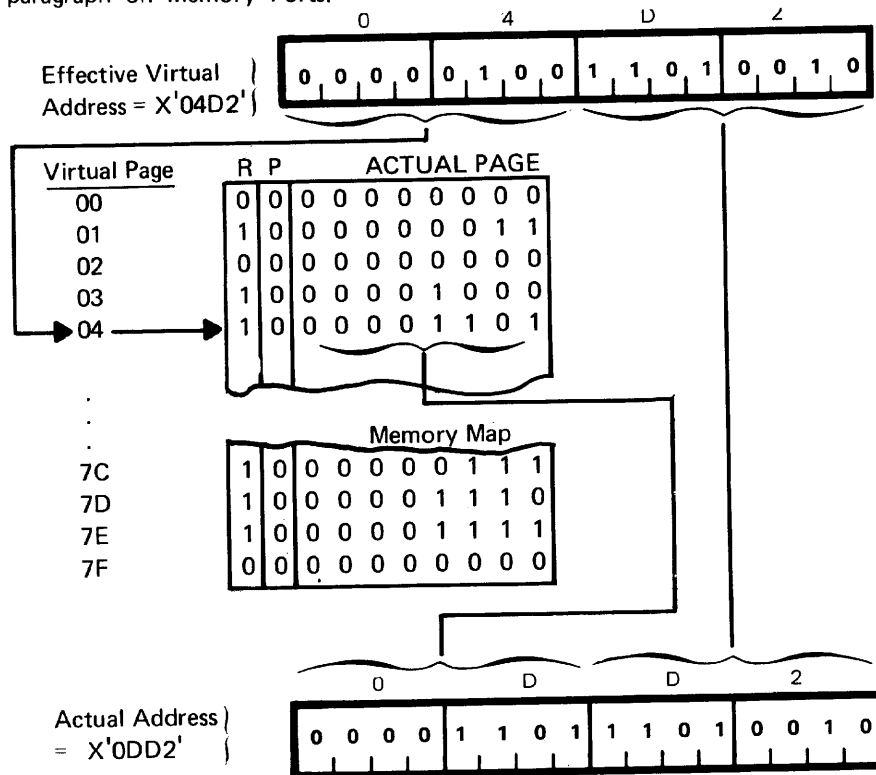 paragraph on Memory Ports.
0 4 D 2
Effective Virtual
Address = X'04D2'
0 0 0 0 0 1 0 0 1 1 0 1 0 0 1 0
Virtual Page R P ACTUAL PAGE
00 0 0 0 0 0 0 0 0 0 0
01 1 0 0 0 0 0 0 0 1 1
02 0 0 0 0 0 0 0 0 0 0
03 1 0 0 0 0 0 1 0 0 0
04 1 0 0 0 0 0 1 1 0 1
.
.
.
Memory Map
7C 1 0 0 0 0 0 0 1 1 1
7D 1 0 0 0 0 0 1 1 1 0
7E 1 0 0 0 0 0 1 1 1 1
7F 0 0 0 0 0 0 0 0 0 0
0 D D 2
Actual Address
= X'0DD2'
0 0 0 0 1 1 0 1 1 1 0 1 0 0 1 0